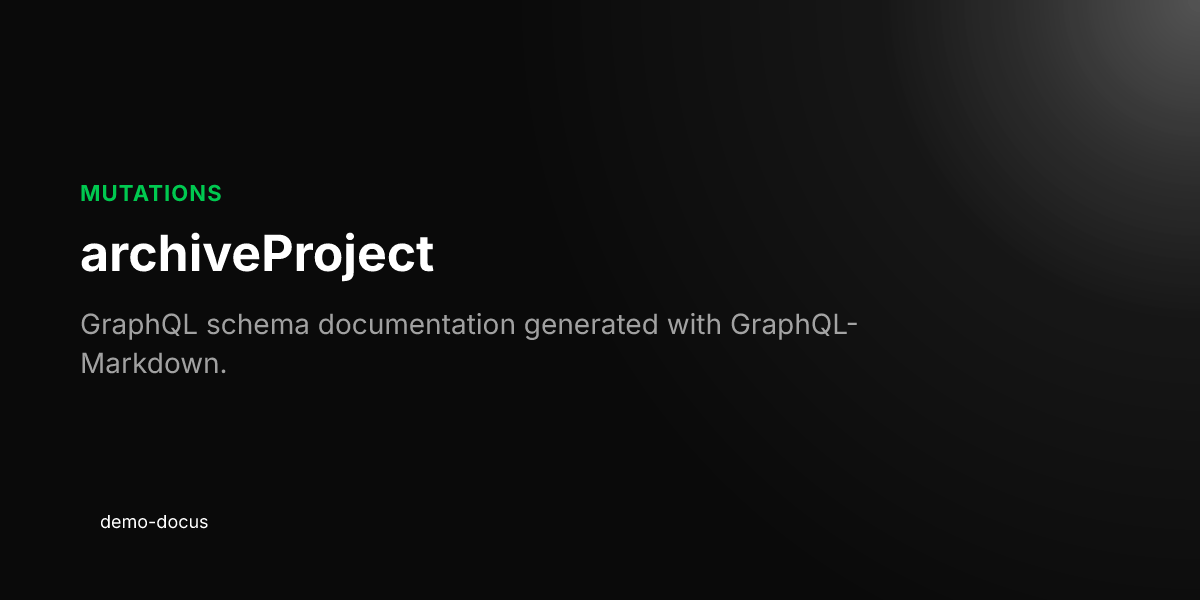 MUTATIONS
archiveProject
GraphQL schema documentation generated with GraphQL-
Markdown.
demo-docus